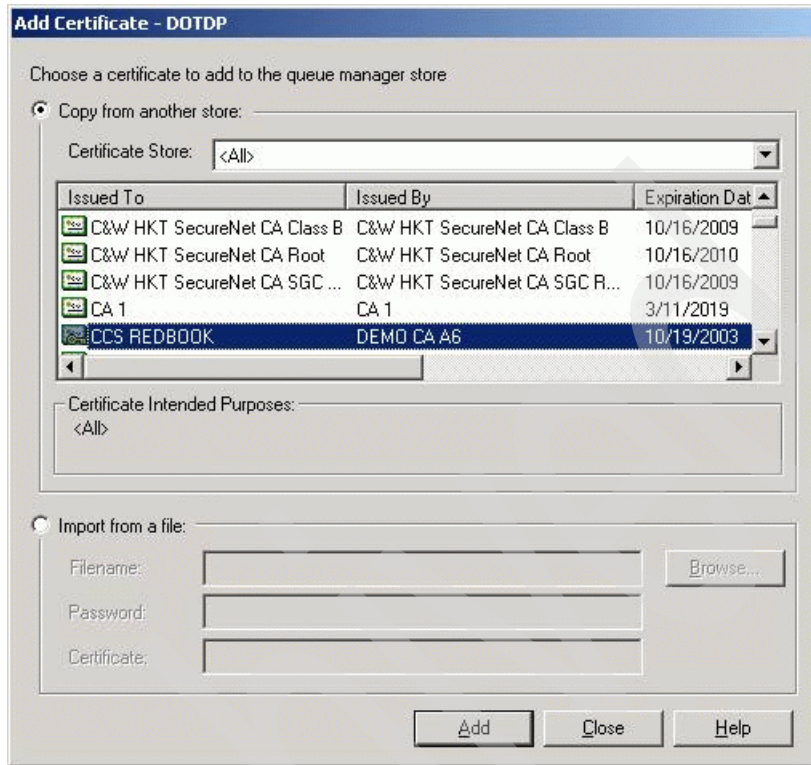 Add Certificate - DOTDP
Choose a certificate to add to the queue manager store
Copy from another store:
Certificate Store: <All>
Issued To Issued By Expiration Dat
C&W HKT SecureNet CA Class B C&W HKT SecureNet CA Class B 10/16/2009
C&W HKT SecureNet CA Root C&W HKT SecureNet CA Root 10/16/2010
C&W HKT SecureNet CA SGC ... C&W HKT SecureNet CA SGC R... 10/16/2009
CA 1 CA 1 3/11/2019
CCS REDBOOK DEMO CA A6 10/19/2003
Certificate Intended Purposes:
<All>
Import from a file:
Filename: Browse...
Password:
Certificate:
Add Close Help